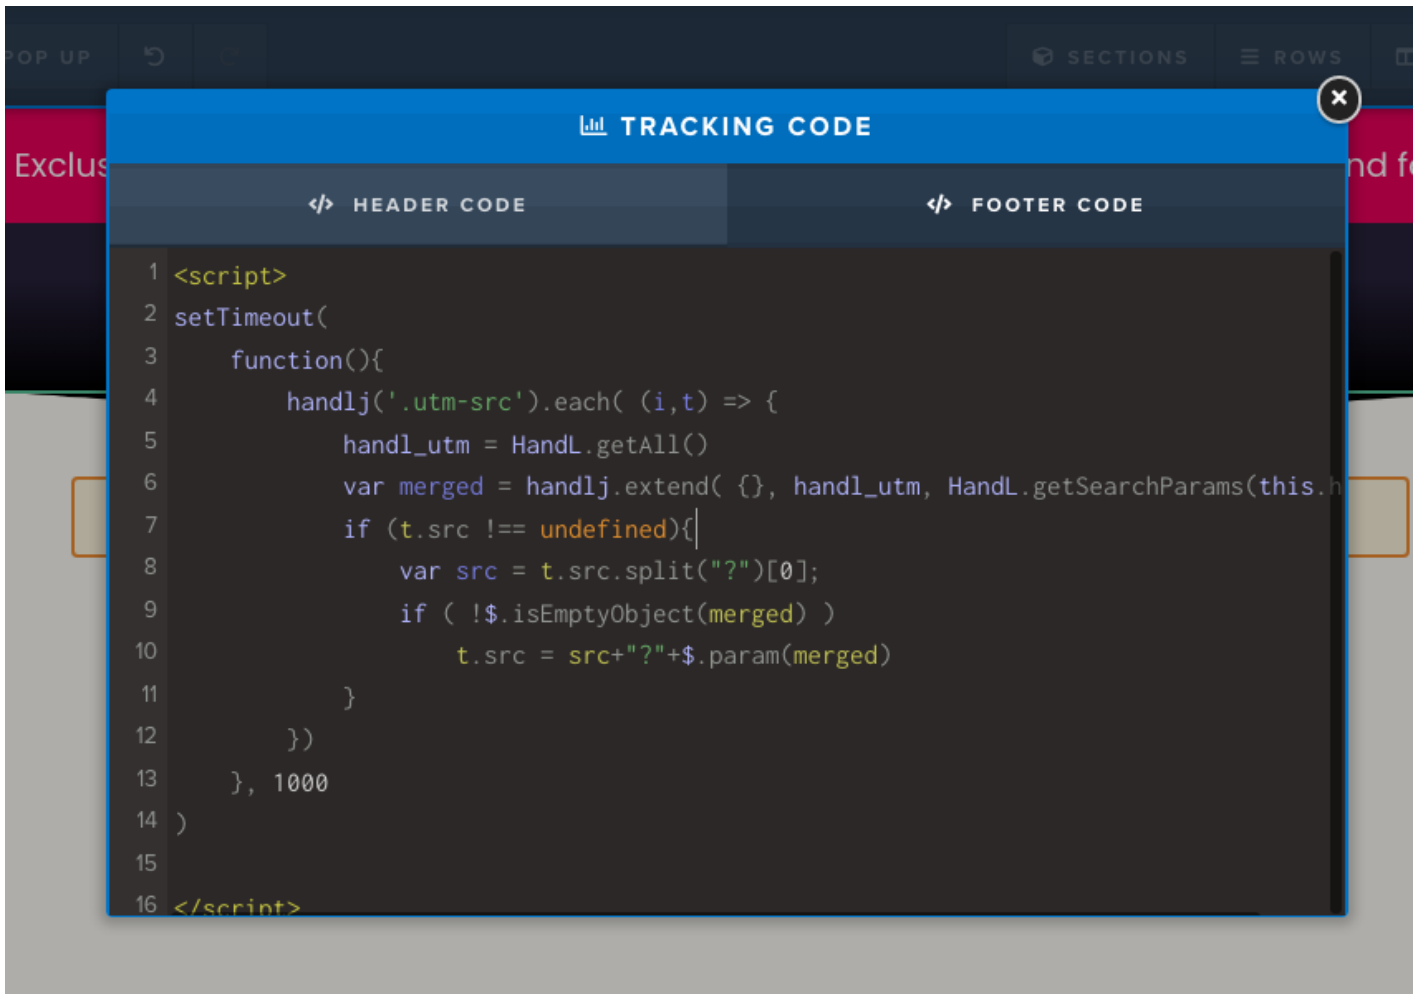 POP UP
SECTIONS
ROWS
TRACKING CODE
Exclus
nd fo
</> HEADER CODE
</> FOOTER CODE
1 <script>
2 setTimeout(
3 function(){
4 handlj('.utm-src').each( (i,t) => {
5 handl_utm = HandL.getAll()
6 var merged = handlj.extend( {}, handl_utm, HandL.getSearchParams(this.h
7 if (t.src !== undefined){
8 var src = t.src.split("?")[0];
9 if ( !$.isEmptyObject(merged) )
10 t.src = src+"?"+$.param(merged)
11 }
12 })
13 }, 1000
14 )
15
16 </script>